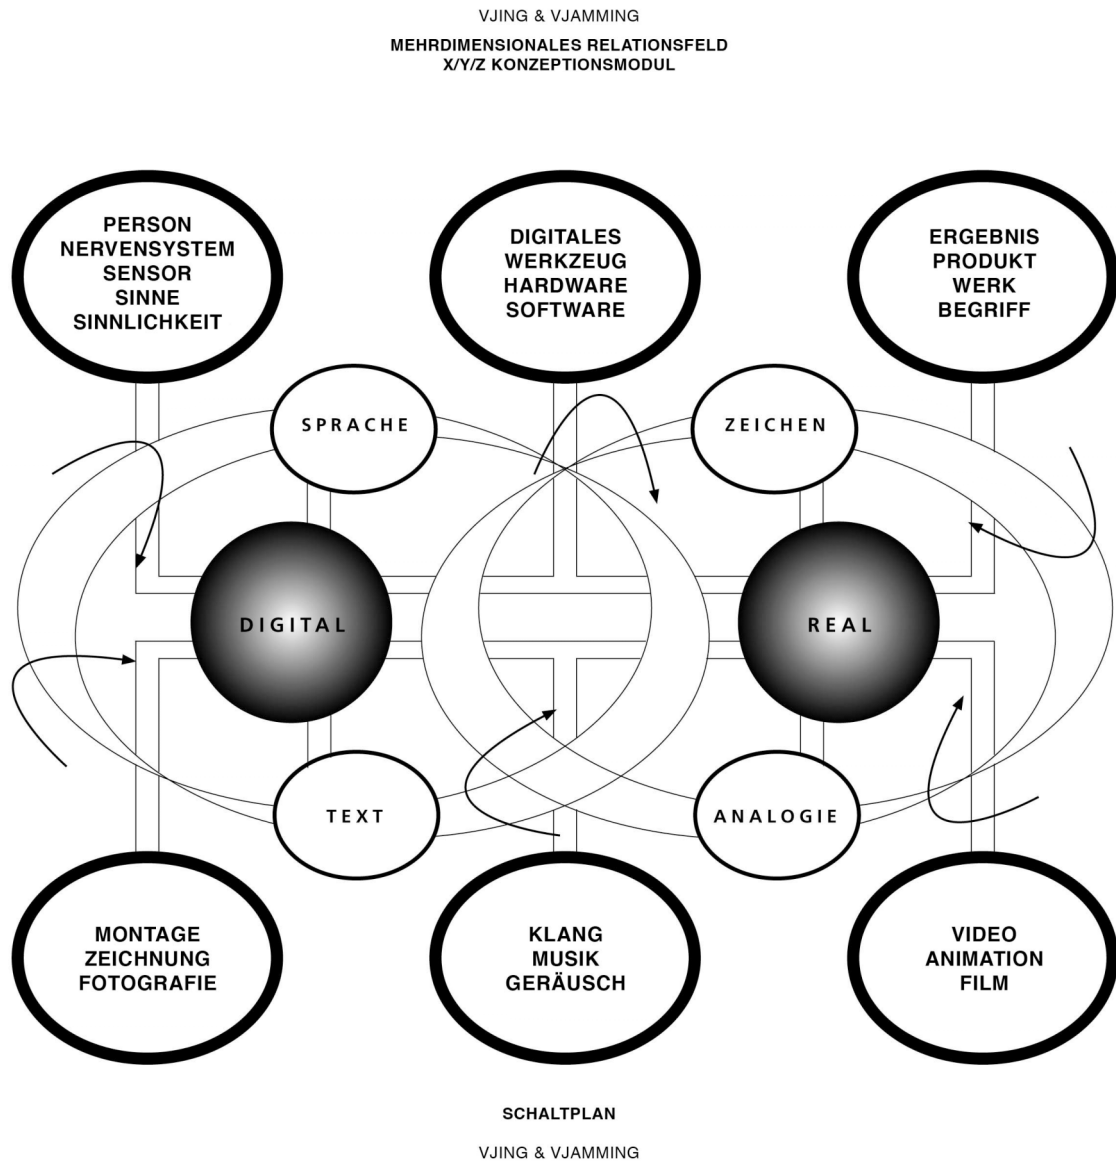 VJING & VJAMMING
MEHRDIMENSIONALES RELATIONSFELD
X/Y/Z KONZEPTIONSMODUL
PERSON
NERVENSYSTEM
SENSOR
SINNE
SINNLICHKEIT
DIGITALES
WERKZEUG
HARDWARE
SOFTWARE
ERGEBNIS
PRODUKT
WERK
BEGRIFF
SPRACHE
ZEICHEN
DIGITAL
REAL
TEXT
ANALOGIE
MONTAGE
ZEICHNUNG
FOTOGRAFIE
KLANG
MUSIK
GERÄUSCH
VIDEO
ANIMATION
FILM
SCHALTPLAN
VJING & VJAMMING